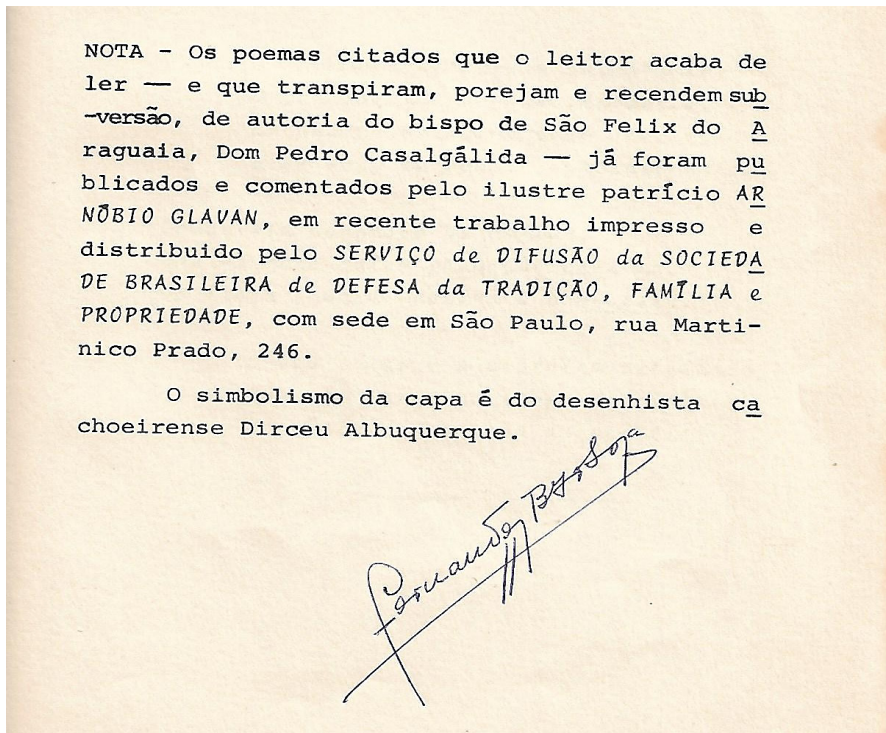 NOTA - Os poemas citados que o leitor acaba de
ler — e que transpiram, porejam e recendem sub
-versão, de autoria do bispo de São Felix do A
raguaia, Dom Pedro Casalgálida — já foram pu
blicados e comentados pelo ilustre patrício AR
NÓBIO GLAVAN, em recente trabalho impresso e
distribuido pelo SERVIÇO de DIFUSÃO da SOCIEDA
DE BRASILEIRA de DEFESA da TRADIÇÃO, FAMÍLIA e
PROPRIEDADE, com sede em São Paulo, rua Marti-
nico Prado, 246.
O simbolismo da capa é do desenhista ca
choeirense Dirceu Albuquerque.